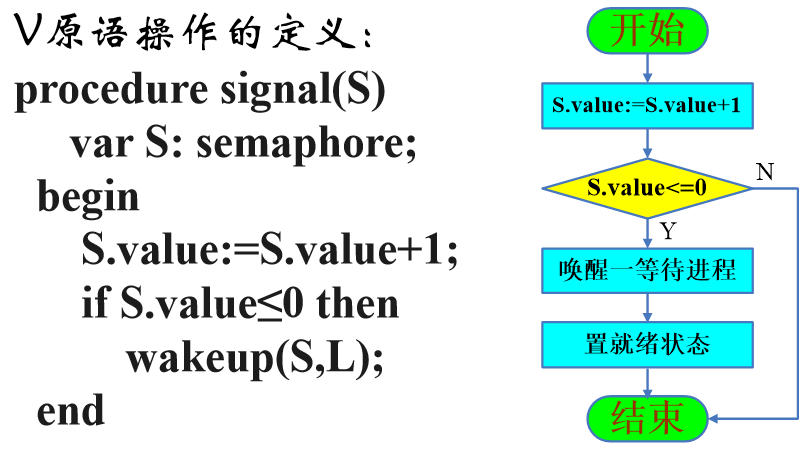 V原语操作的定义：
procedure signal(S)
var S: semaphore;
begin
S.value:=S.value+1;
if S.value≤0 then
wakeup(S,L);
end
开始
S.value:=S.value+1
S.value<=0
N
Y
唤醒一等待进程
置就绪状态
结束